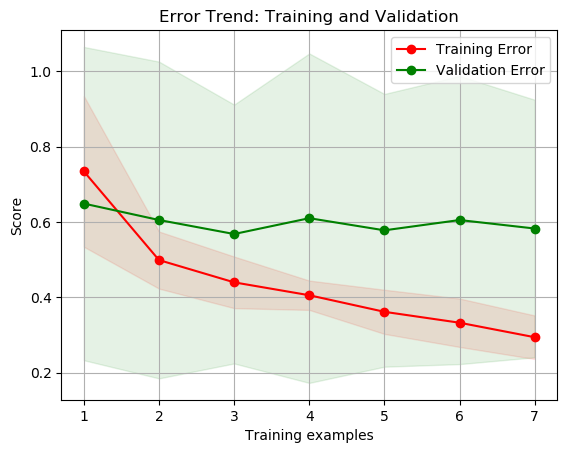 Error Trend: Training and Validation
Training Error
Validation Error
1.0
0.8
0.6
0.4
0.2
Score
1 2 3 4 5 6 7
Training examples